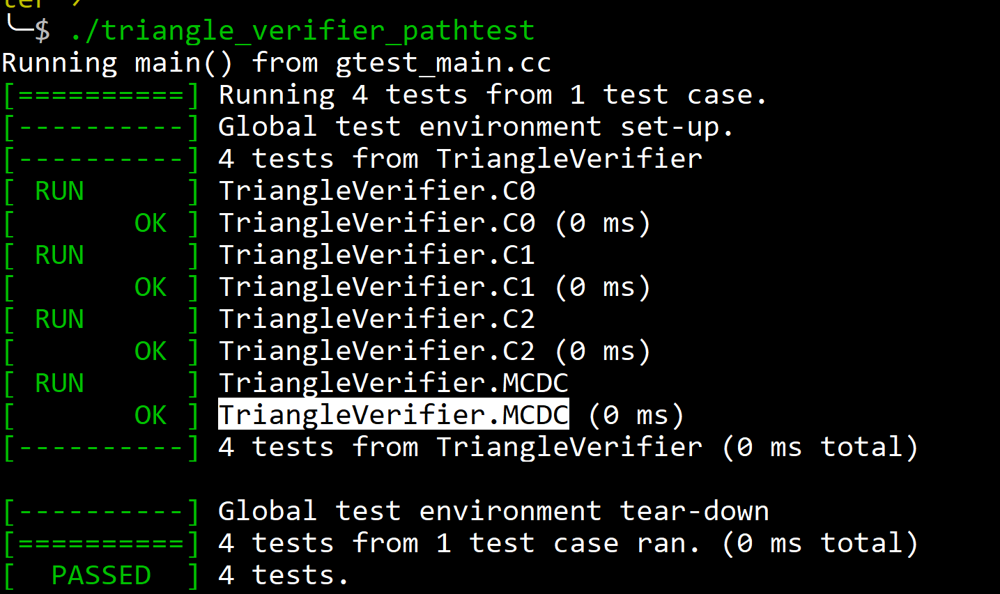 ter
╰─$ ./triangle_verifier_pathtest
Running main() from gtest_main.cc
[==========] Running 4 tests from 1 test case.
[----------] Global test environment set-up.
[----------] 4 tests from TriangleVerifier
[ RUN      ] TriangleVerifier.C0
[       OK ] TriangleVerifier.C0 (0 ms)
[ RUN      ] TriangleVerifier.C1
[       OK ] TriangleVerifier.C1 (0 ms)
[ RUN      ] TriangleVerifier.C2
[       OK ] TriangleVerifier.C2 (0 ms)
[ RUN      ] TriangleVerifier.MCDC
[       OK ] TriangleVerifier.MCDC (0 ms)
[----------] 4 tests from TriangleVerifier (0 ms total)
[----------] Global test environment tear-down
[==========] 4 tests from 1 test case ran. (0 ms total)
[  PASSED  ] 4 tests.